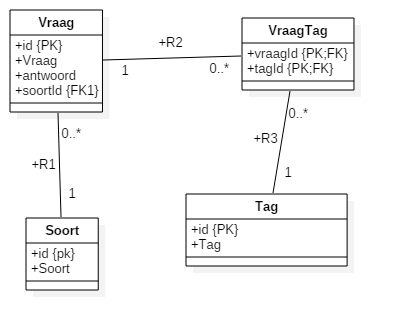 Vraag
+id {PK}
+Vraag
+antwoord
+soortId {FK1}
+R2
1
0..*
VraagTag
+vraagId {PK;FK}
+tagId {PK;FK}
0..*
+R1
1
0..*
+R3
1
Soort
+id {pk}
+Soort
Tag
+id {PK}
+Tag